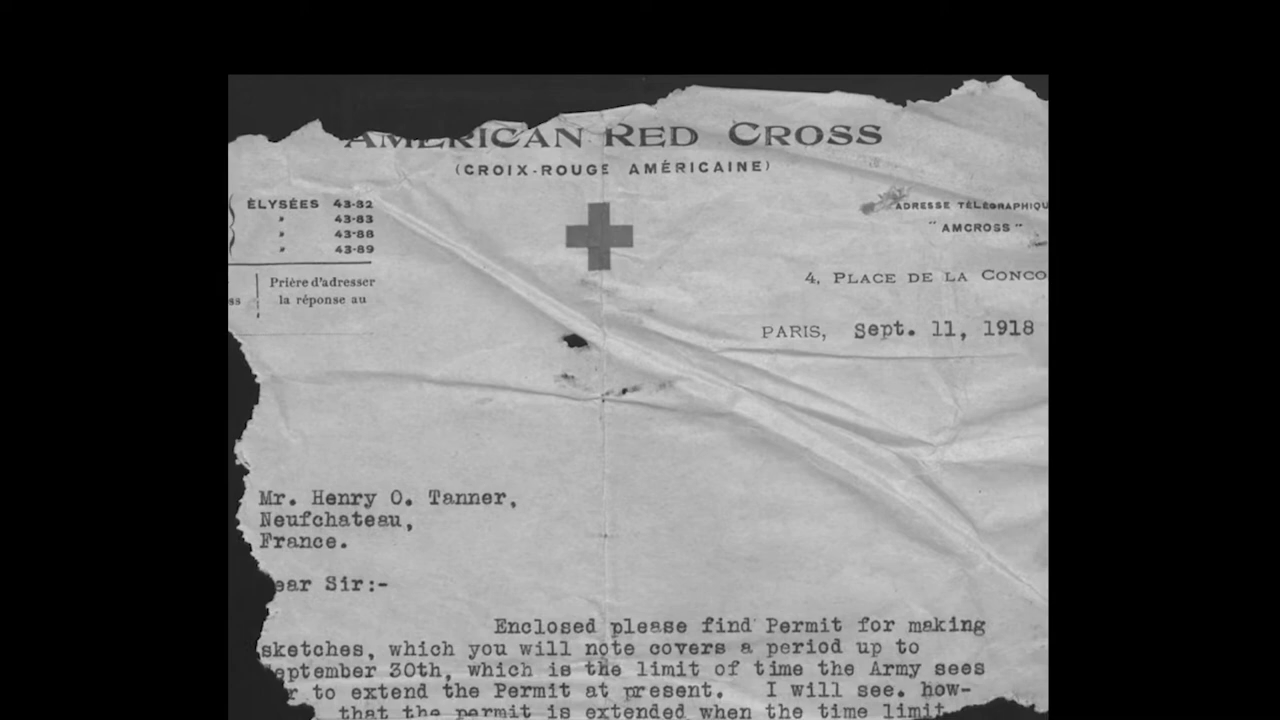 AMERICAN RED CROSS
(CROIX-ROUGE AMÉRICAINE)
ÉLYSÉES 43-82
" 43-83
" 43-88
" 43-89
ADRESSE TÉLÉGRAPHIQU
"AMCROSS"
Prière d'adresser
ss la réponse au
4, PLACE DE LA CONCO
PARIS, Sept. 11, 1918
Mr. Henry O. Tanner,
Neufchateau,
France.
ear Sir:-
Enclosed please find Permit for making
sketches, which you will note covers a period up to
eptember 30th, which is the limit of time the Army sees
r to extend the Permit at present. I will see. how-
that the permit is extended when the time limit